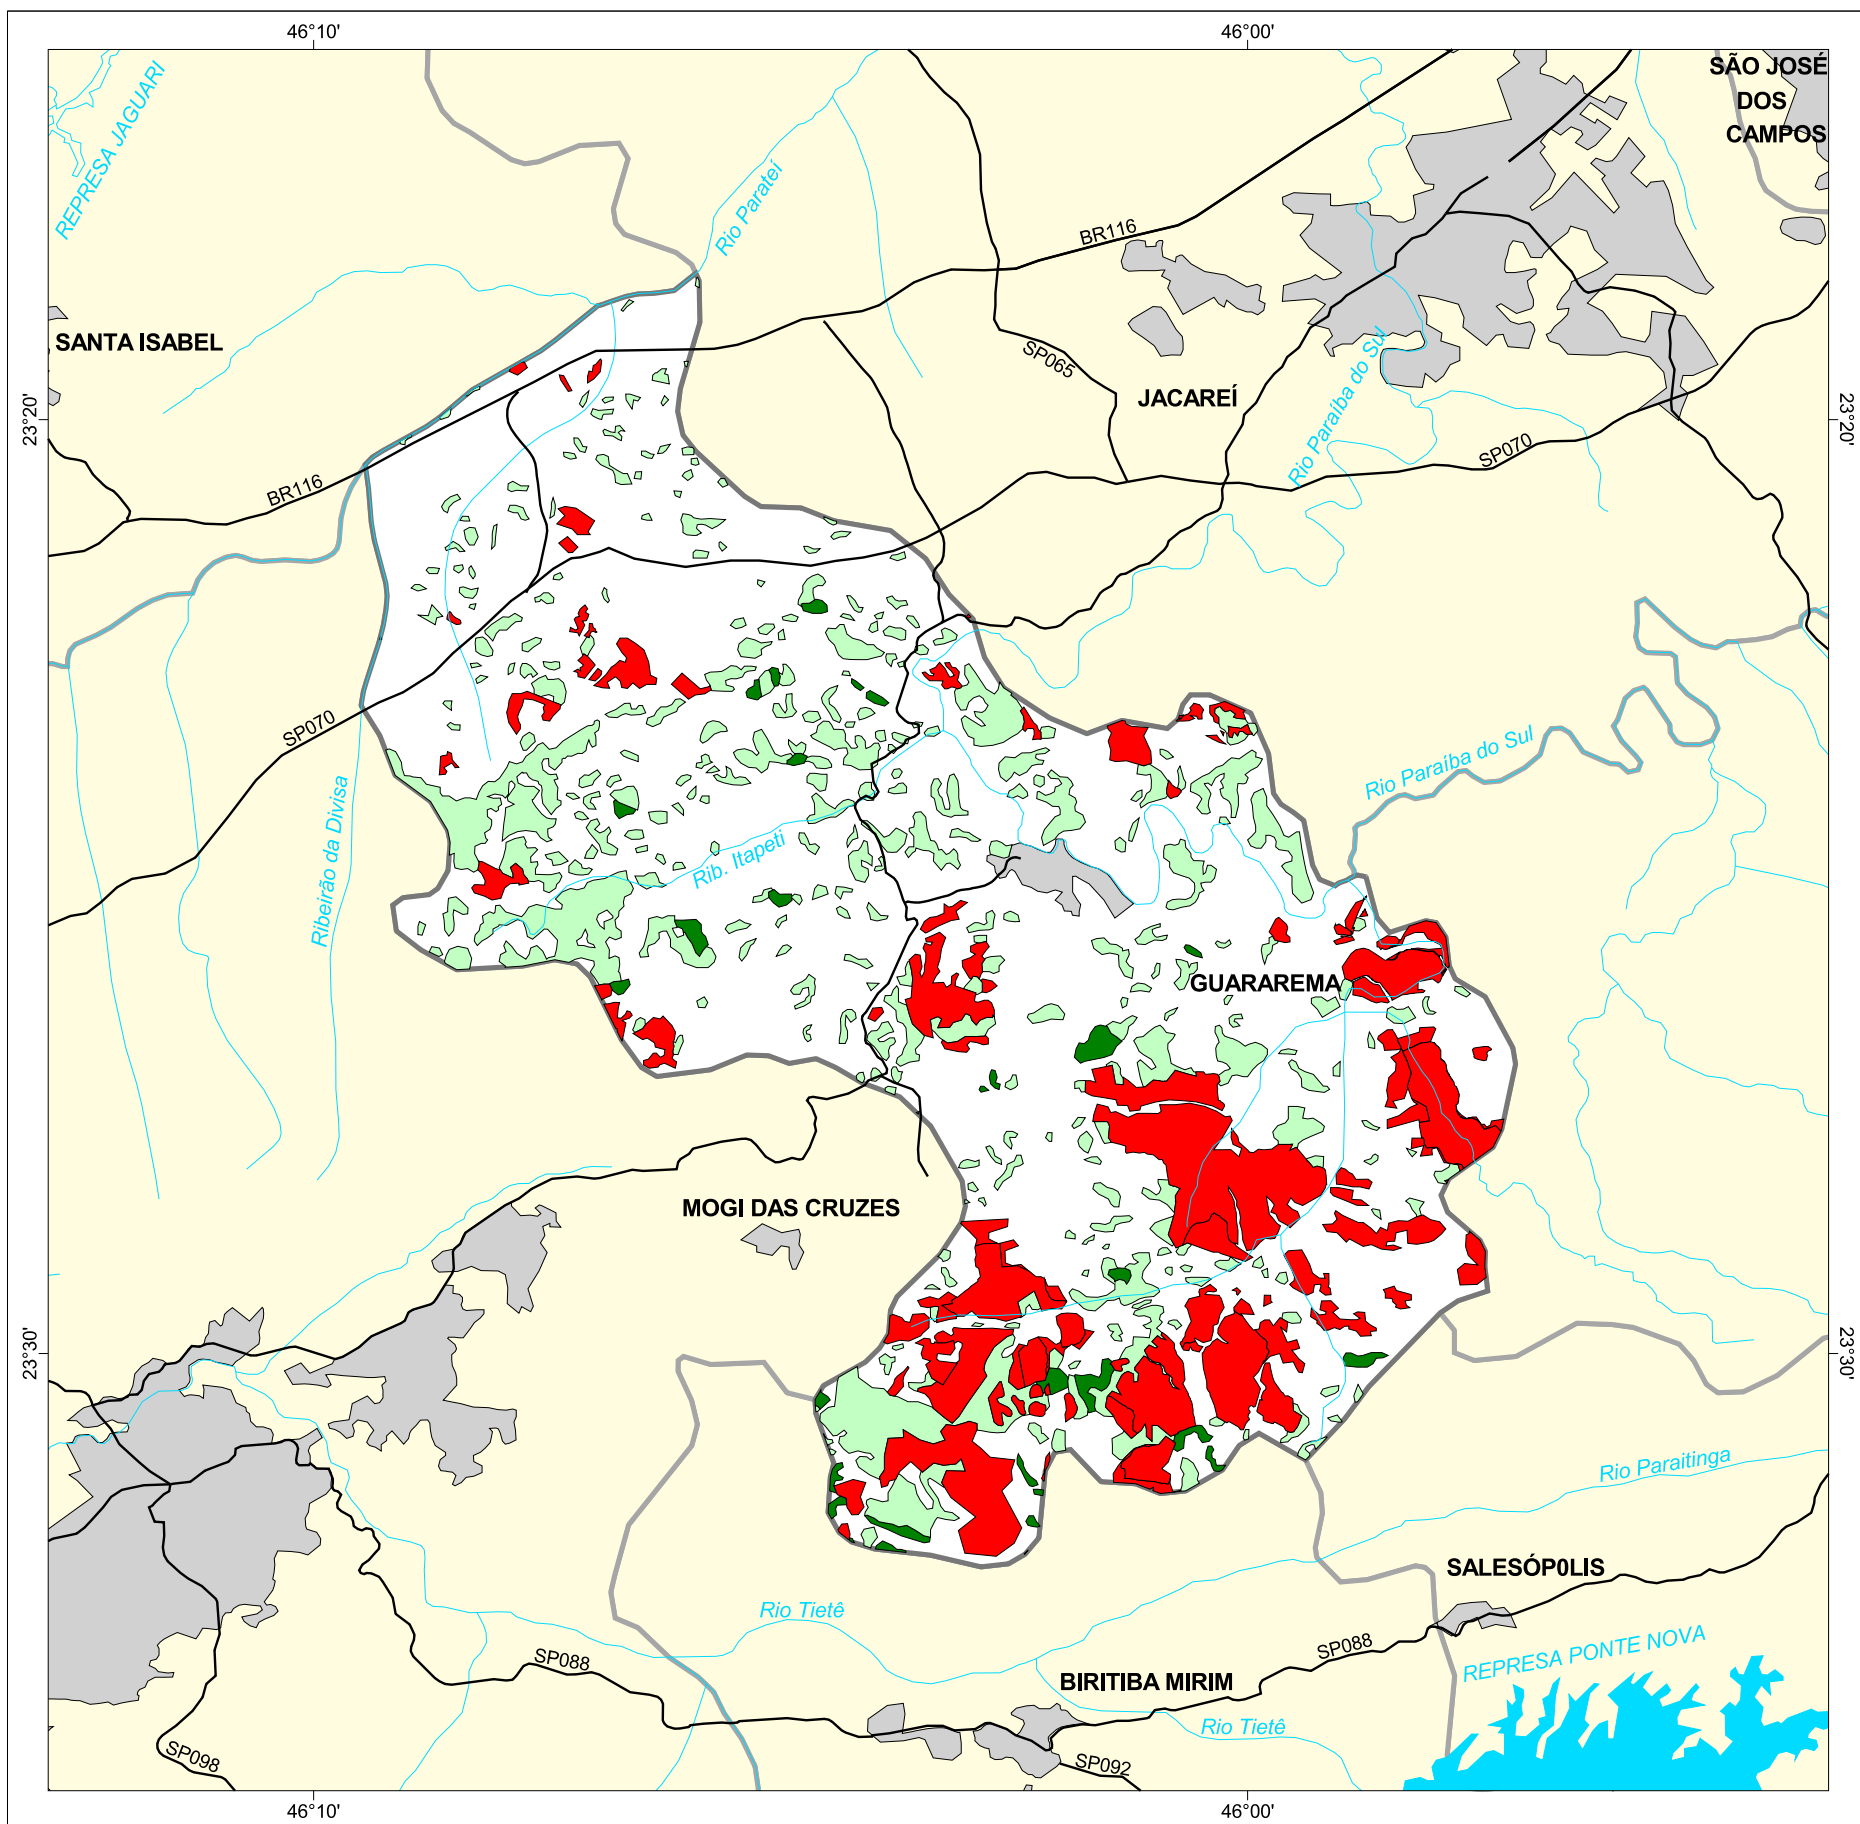 46°10'
46°00'
SÃO JOSÉ
DOS
CAMPOS
REPRESA JAGUARI
Rio Parateí
BR116
SANTA ISABEL
SP065
Rio Paraíba do Sul
JACAREÍ
23°20'
23°20'
BR116
SP070
SP070
Rio Paraíba do Sul
Ribeirão da Divisa
Rib. Itapeti
GUARAREMA
MOGI DAS CRUZES
23°30'
23°30'
Rio Paraitinga
SALESÓP0LIS
Rio Tietê
SP088
SP088
REPRESA PONTE NOVA
BIRITIBA MIRIM
Rio Tietê
SP098
SP092
46°10'
46°00'